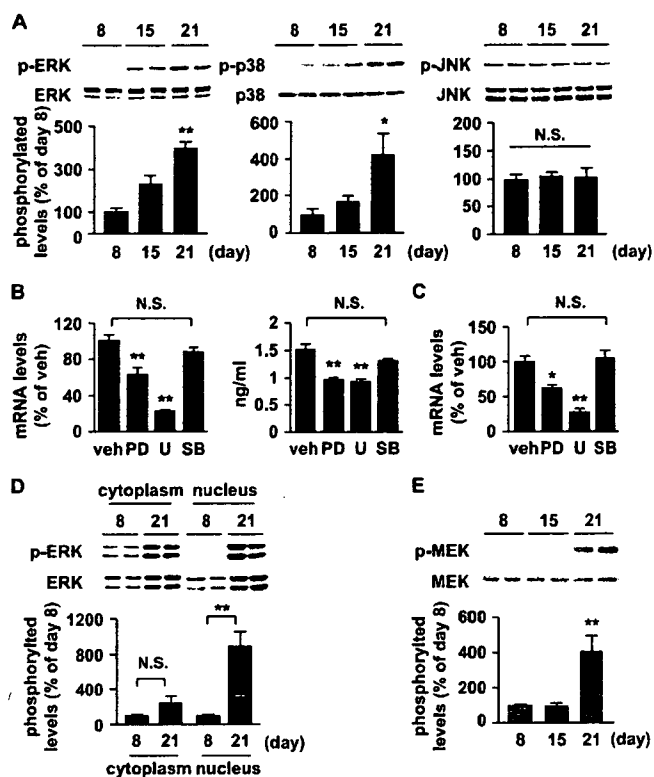 A
8 15 21
p-ERK
ERK
phosphorylated levels (% of day 8)
500
300
100
**
8 15 21 (day)
8 15 21
p-p38
p38
600
400
200
0
*
8 15 21 (day)
8 15 21
p-JNK
JNK
150
100
50
0
N.S.
8 15 21 (day)
B
mRNA levels (% of veh)
120
80
40
0
N.S.
**
**
veh PD U SB
ng/ml
2
1.5
1
0.5
0
N.S.
** **
veh PD U SB
C
mRNA levels (% of veh)
150
100
50
0
N.S.
*
**
veh PD U SB
D
cytoplasm nucleus
8 21 8 21
p-ERK
ERK
phosphorylted levels (% of day 8)
1200
800
400
0
N.S.
**
8 21 8 21 (day)
cytoplasm nucleus
E
8 15 21
p-MEK
MEK
phosphorylted levels (% of day 8)
600
400
200
0
**
8 15 21 (day)